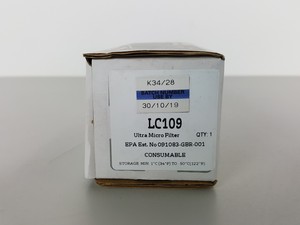 K34/28
BATCH NUMBER
USE BY
30/10/19
LC109
Ultra Micro Filter QTY: 1
EPA Est. No 091083-GBR-001
CONSUMABLE
STORAGE